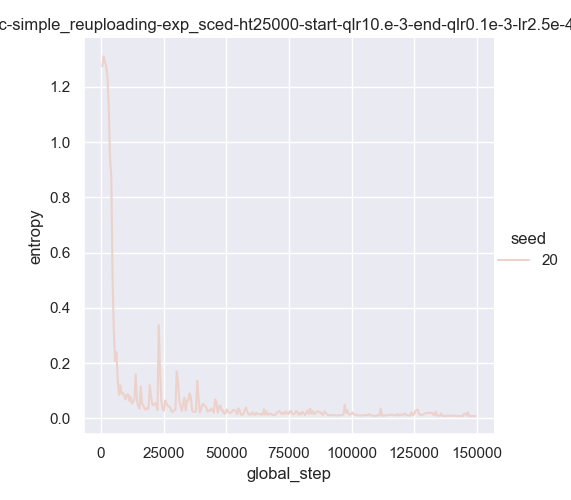 c-simple_reuploading-exp_sced-ht25000-start-qlr10.e-3-end-qlr0.1e-3-lr2.5e-4
1.2
1.0
0.8
0.6
0.4
0.2
0.0
entropy
0 25000 50000 75000 100000 125000 150000
global_step
seed
20